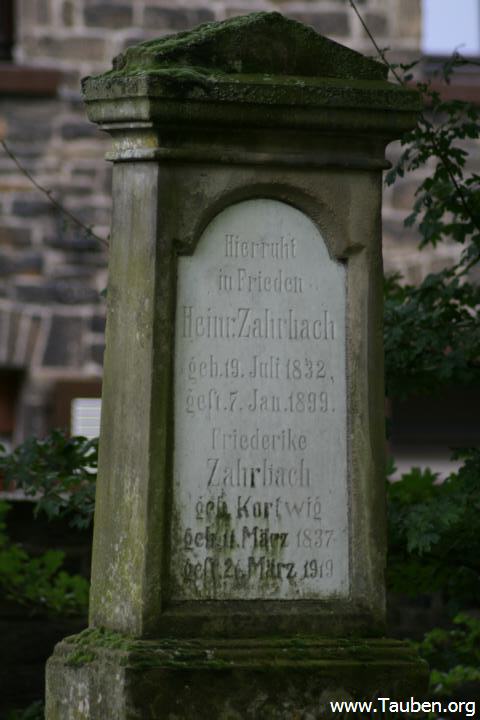 Hier ruht
in Frieden
Heinr. Zahrbach
geb. 19. Juli 1832,
gest. 7. Jan. 1899.
Friederike
Zahrbach
geb. Kortwig
geb. 11. März 1837
gest. 26. März 1919
www.Tauben.org